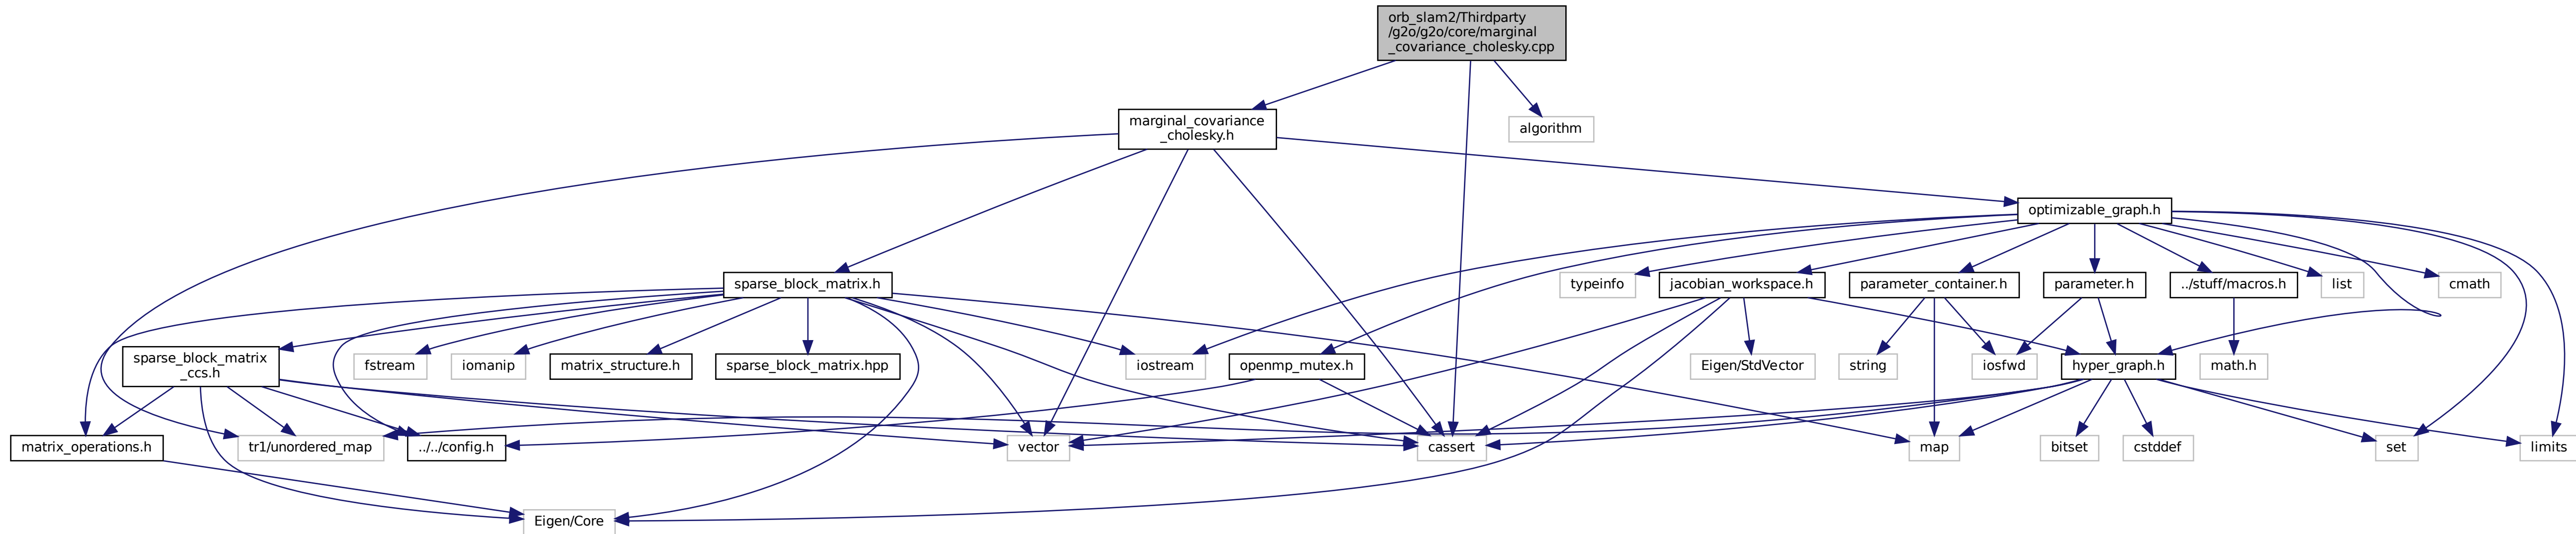 orb_slam2/Thirdparty
/g2o/g2o/core/marginal
_covariance_cholesky.cpp
marginal_covariance
_cholesky.h
algorithm
optimizable_graph.h
sparse_block_matrix.h
typeinfo
jacobian_workspace.h
parameter_container.h
parameter.h
../stuff/macros.h
list
cmath
sparse_block_matrix
_ccs.h
fstream
iomanip
matrix_structure.h
sparse_block_matrix.hpp
iostream
openmp_mutex.h
Eigen/StdVector
string
iosfwd
hyper_graph.h
math.h
matrix_operations.h
tr1/unordered_map
../../config.h
vector
cassert
map
bitset
cstddef
set
limits
Eigen/Core